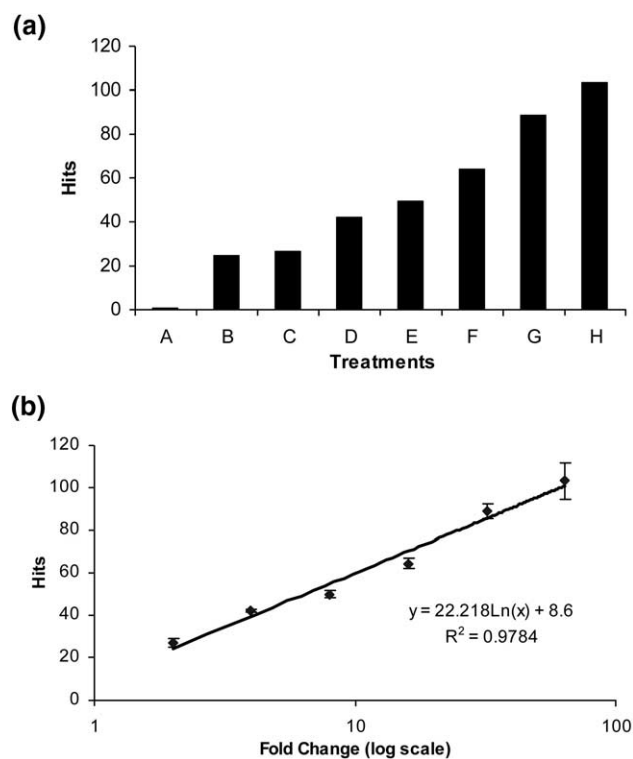 (a)
120
100
80
60
40
20
0
Hits
A B C D E F G H
Treatments
(b)
120
100
80
60
40
20
0
Hits
y = 22.218Ln(x) + 8.6
R² = 0.9784
1 10 100
Fold Change (log scale)